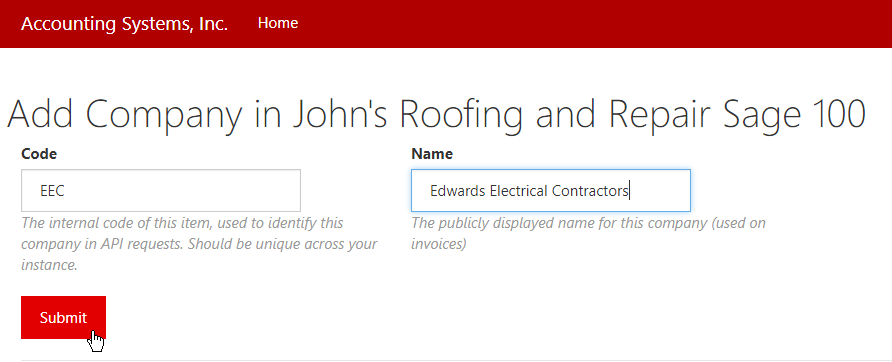 Accounting Systems, Inc. Home
Add Company in John's Roofing and Repair Sage 100
Code
EEC
The internal code of this item, used to identify this
company in API requests. Should be unique across your
instance.
Name
Edwards Electrical Contractors
The publicly displayed name for this company (used on
invoices)
Submit